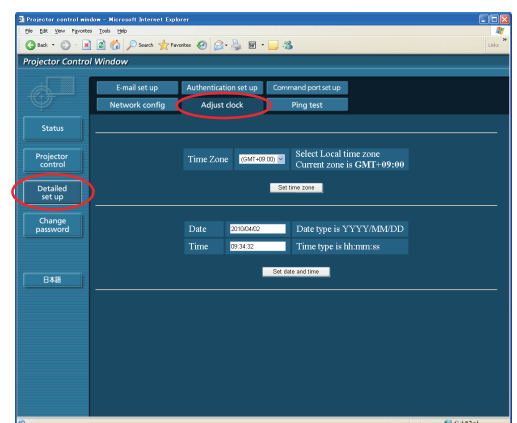 Projector control window - Microsoft Internet Explorer
File Edit View Favorites Tools Help
Back Search Favorites Links
Projector Control Window
E-mail set up Authentication set up Command port set up
Network config Adjust clock Ping test
Status
Projector control
Detailed set up
Change password
日本語
Time Zone (GMT+09:00) Select Local time zone
Current zone is GMT+09:00
Set time zone
Date 2010/04/02 Date type is YYYY/MM/DD
Time 09:34:32 Time type is hh:mm:ss
Set date and time